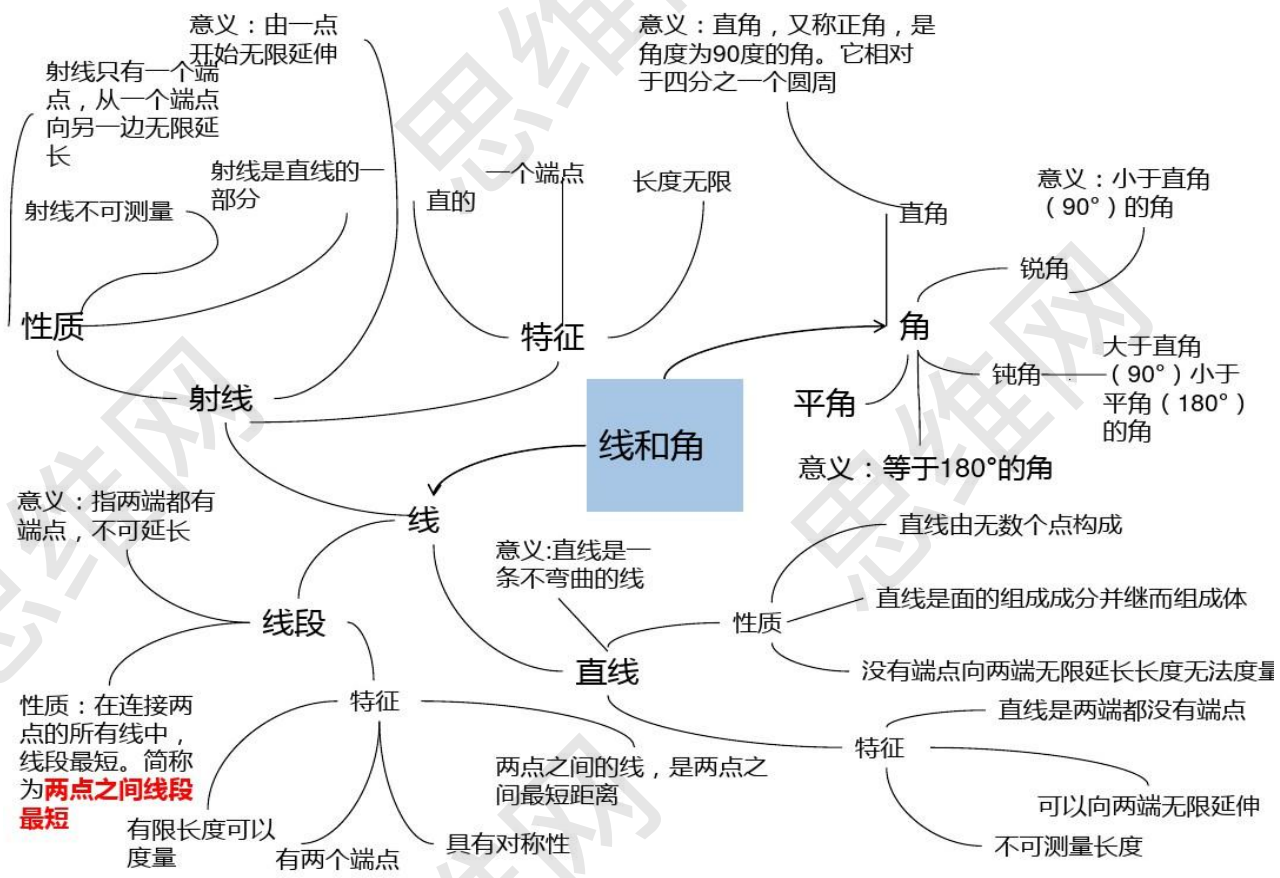 意义：由一点
开始无限延伸
意义：直角，又称正角，是
角度为90度的角。它相对
于四分之一个圆周
射线只有一个端
点，从一个端点
向另一边无限延
长
射线是直线的一
部分
射线不可测量
直的
一个端点
长度无限
直角
意义：小于直角
（90°）的角
锐角
性质
特征
角
射线
钝角
大于直角
（90°）小于
平角（180°）
的角
平角
线和角
意义：等于180°的角
意义：指两端都有
端点，不可延长
线
意义:直线是一
条不弯曲的线
直线由无数个点构成
直线是面的组成成分并继而组成体
线段
性质
直线
没有端点向两端无限延长长度无法度量
性质：在连接两
点的所有线中，
线段最短。简称
为两点之间线段
最短
特征
直线是两端都没有端点
特征
两点之间的线，是两点之
间最短距离
可以向两端无限延伸
有限长度可以
度量
有两个端点
具有对称性
不可测量长度
思维网
思维网
思维网
思维网